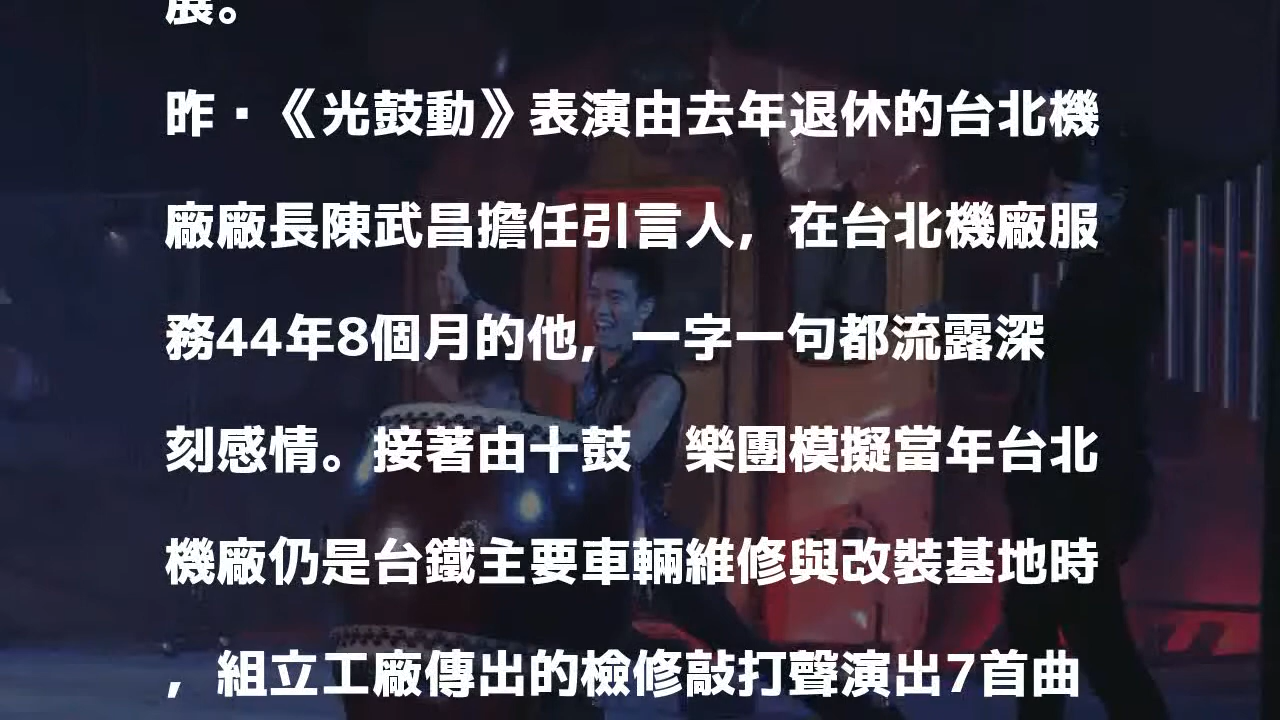 展。
昨·《光鼓動》表演由去年退休的台北機
廠廠長陳武昌擔任引言人，在台北機廠服
務44年8個月的他，一字一句都流露深
刻感情。接著由十鼓　樂團模擬當年台北
機廠仍是台鐵主要車輛維修與改裝基地時
，組立工廠傳出的檢修敲打聲演出7首曲